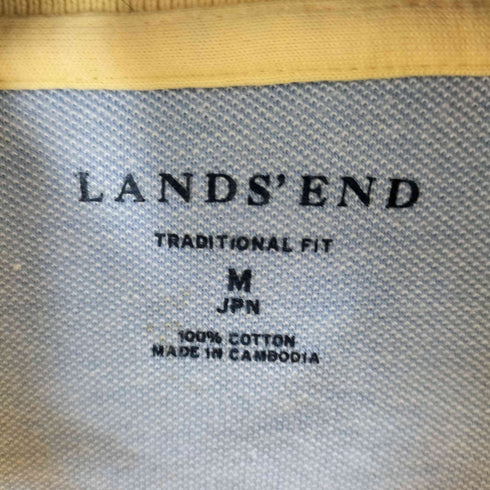 LANDS' END
TRADITIONAL FIT
M
JPN
100% COTTON
MADE IN CAMBODIA